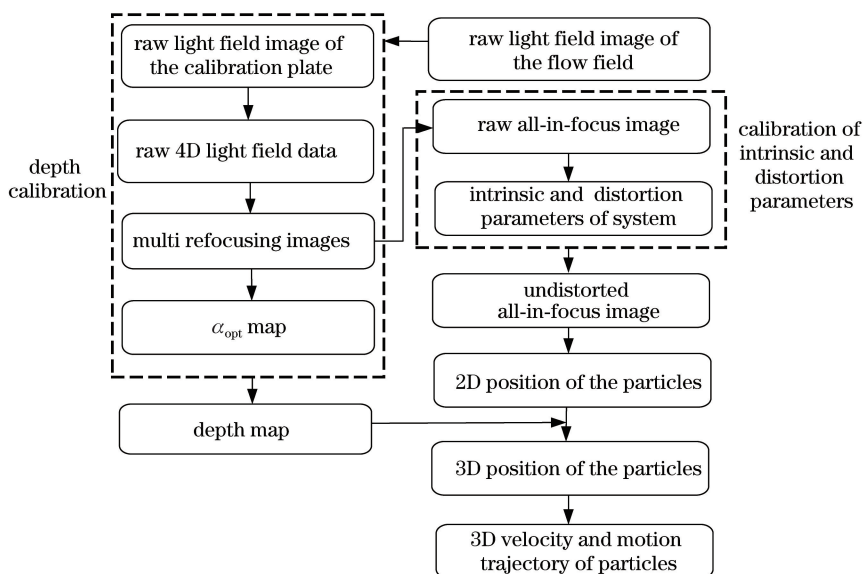 raw light field image of
the calibration plate
raw light field image of
the flow field
raw 4D light field data
depth
calibration
multi refocusing images
α_opt map
raw all-in-focus image
intrinsic and distortion
parameters of system
calibration of
intrinsic and
distortion
parameters
undistorted
all-in-focus image
2D position of the particles
depth map
3D position of the particles
3D velocity and motion
trajectory of particles